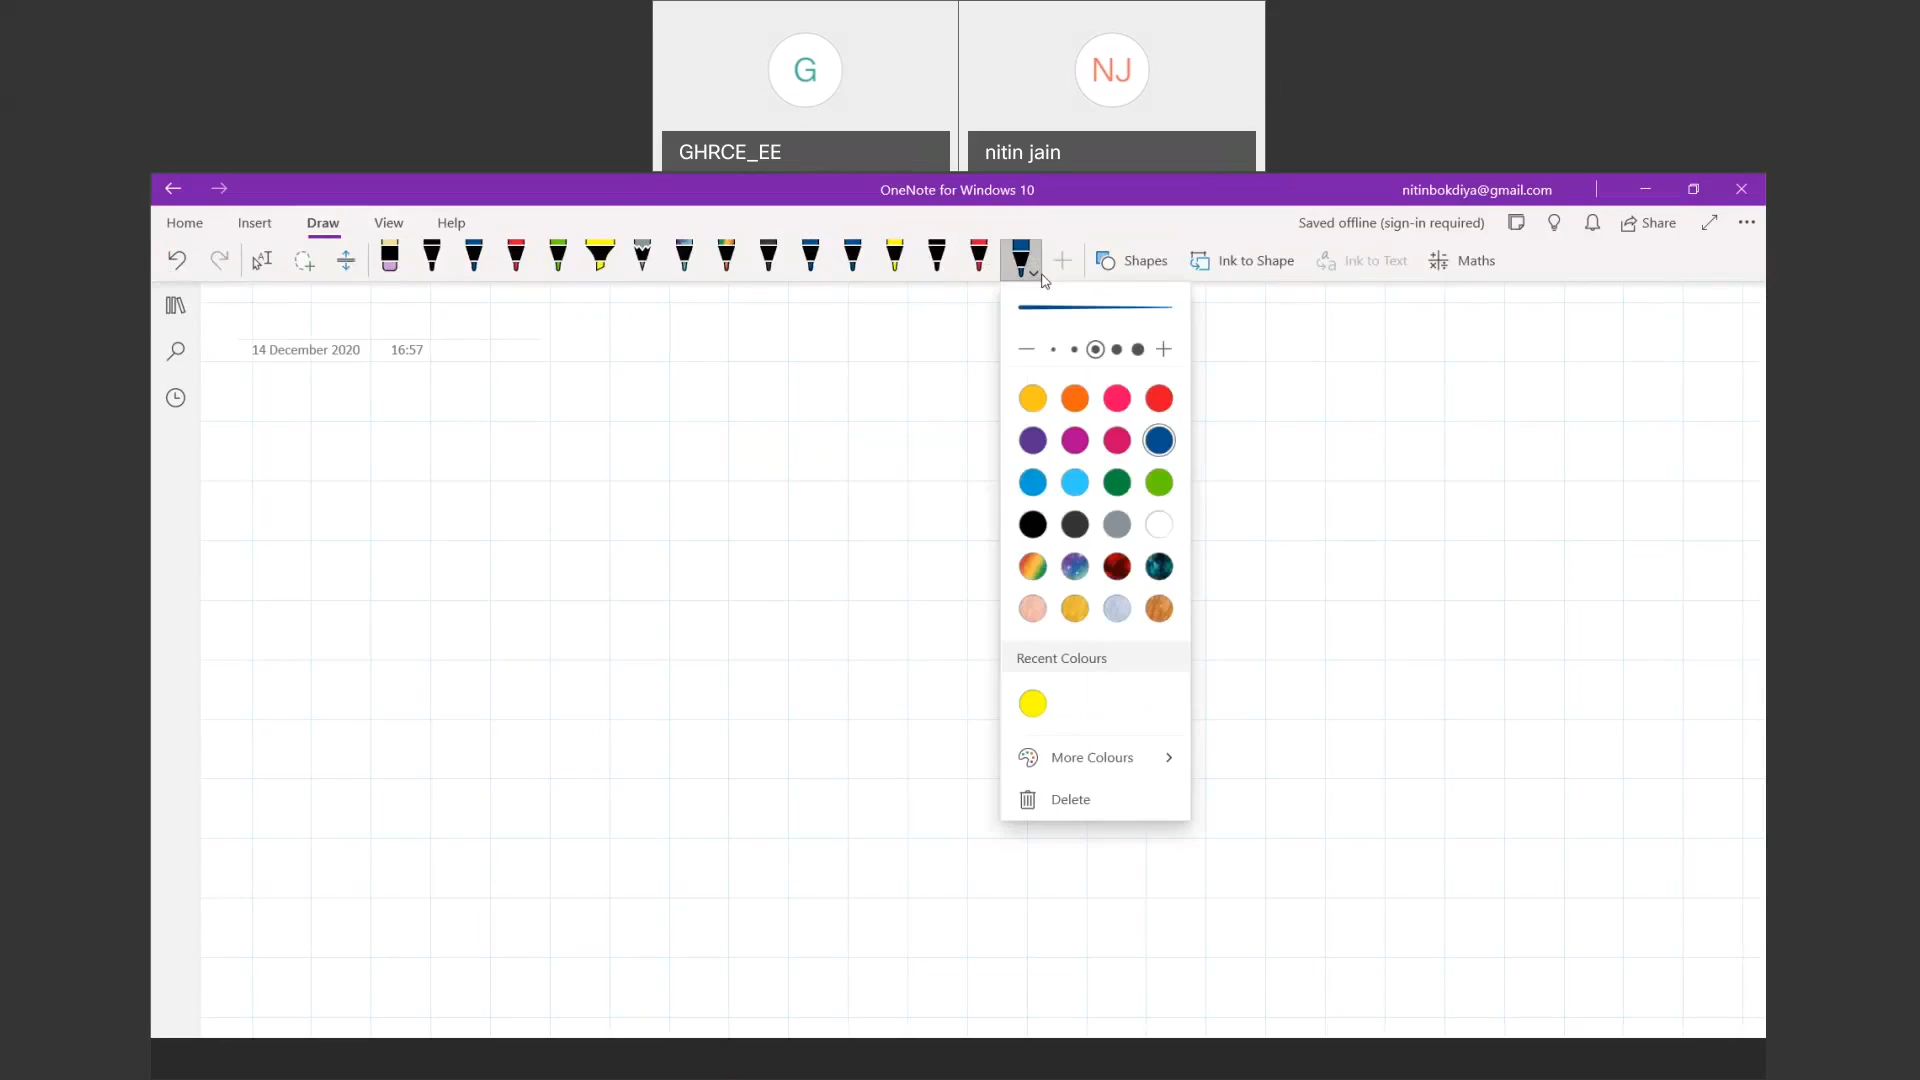 G
NJ
GHRCE_EE
nitin jain
OneNote for Windows 10
nitinbokdiya@gmail.com
Home
Insert
Draw
View
Help
Saved offline (sign-in required)
Share
Shapes
Ink to Shape
Ink to Text
Maths
14 December 2020
16:57
Recent Colours
More Colours
Delete